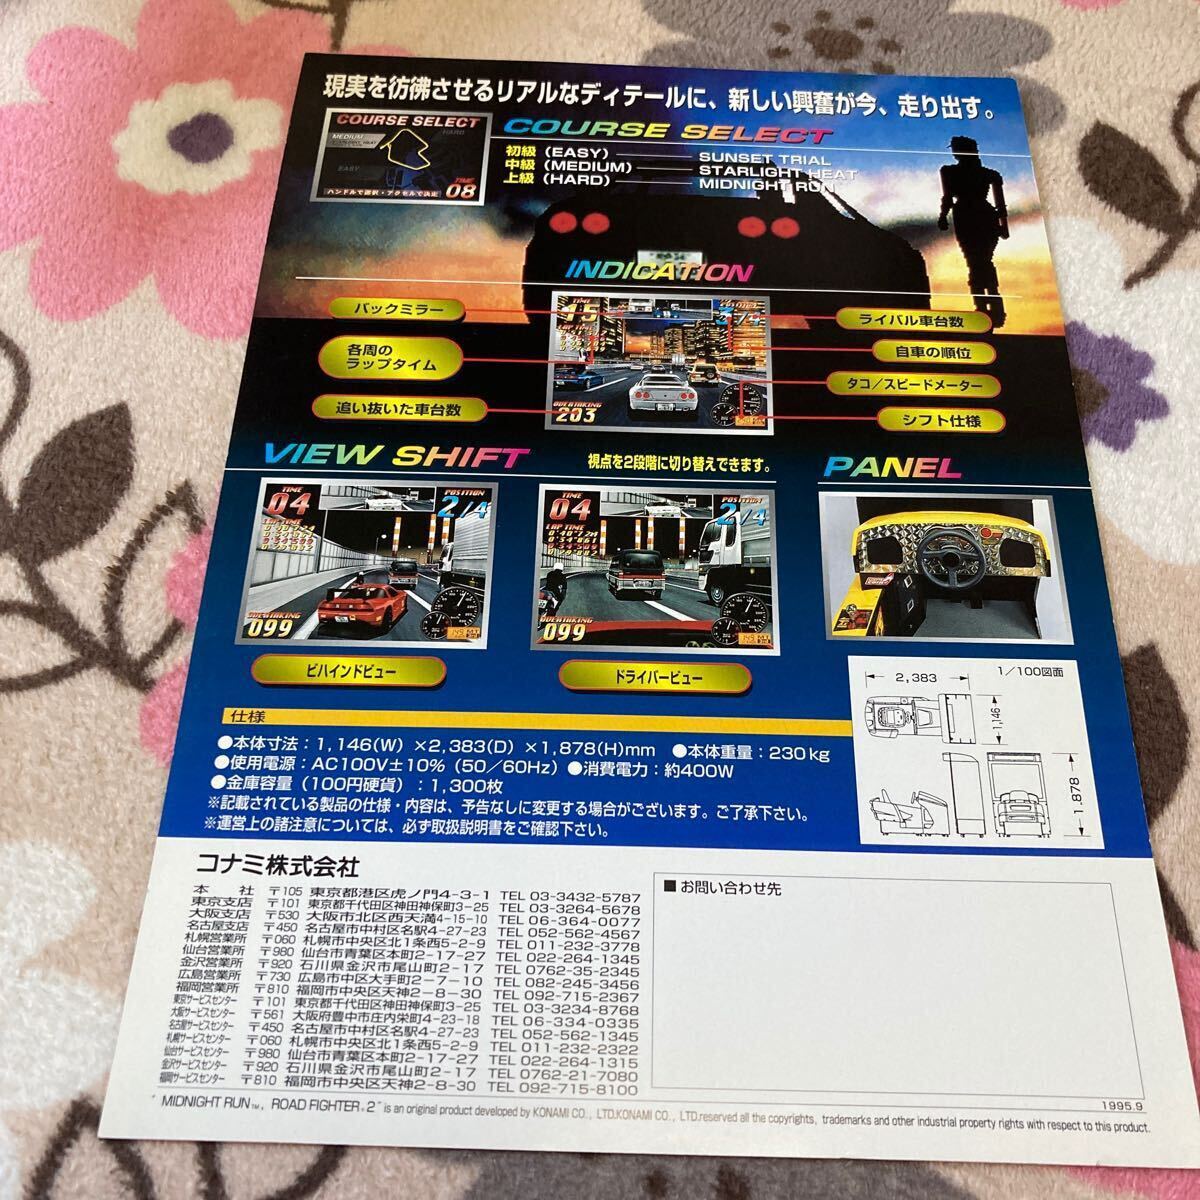 現実を彷彿させるリアルなディテールに、新しい興奮が今、走り出す。
COURSE SELECT
MEDIUM
HARD
EASY
TIME
08
ハンドルで選択・アクセルで決定
COURSE SELECT
初級（EASY） SUNSET TRIAL
中級（MEDIUM） STARLIGHT HEAT
上級（HARD） MIDNIGHT RUN
INDICATION
バックミラー
各周の
ラップタイム
追い抜いた車台数
TIME
15
LAP TIME
POSITION
3/4
OVERTAKING
203
ライバル車台数
自車の順位
タコ／スピードメーター
シフト仕様
VIEW SHIFT
視点を2段階に切り替えできます。
PANEL
TIME
04
LAP TIME
POSITION
2/4
OVERTAKING
099
ビハインドビュー
TIME
04
LAP TIME
POSITION
2/4
OVERTAKING
099
ドライバービュー
1/100図面
2,383
1,146
1,878
仕様
●本体寸法：1,146(W) ×2,383(D) ×1,878(H)mm ●本体重量：230kg
●使用電源：AC100V±10%（50／60Hz）●消費電力：約400W
●金庫容量（100円硬貨）：1,300枚
※記載されている製品の仕様・内容は、予告なしに変更する場合がございます。ご了承下さい。
※運営上の諸注意については、必ず取扱説明書をご確認下さい。
コナミ株式会社
本社 〒105 東京都港区虎ノ門4-3-1 TEL 03-3432-5787
東京支店 〒101 東京都千代田区神田神保町3-25 TEL 03-3264-5678
大阪支店 〒530 大阪市北区西天満4-15-10 TEL 06-364-0077
名古屋支店 〒450 名古屋市中村区名駅4-27-23 TEL 052-562-4567
札幌営業所 〒060 札幌市中央区北1条西5-2-9 TEL 011-232-3778
仙台営業所 〒980 仙台市青葉区本町2-17-27 TEL 022-264-1345
金沢営業所 〒920 石川県金沢市尾山町2-17 TEL 0762-35-2345
広島営業所 〒730 広島市中区大手町2-7-10 TEL 082-245-3456
福岡営業所 〒810 福岡市中央区天神2-8-30 TEL 092-715-2367
東京サービスセンター 〒101 東京都千代田区神田神保町3-25 TEL 03-3234-8768
大阪サービスセンター 〒561 大阪府豊中市庄内栄町4-23-18 TEL 06-334-0335
名古屋サービスセンター 〒450 名古屋市中村区名駅4-27-23 TEL 052-562-1345
札幌サービスセンター 〒060 札幌市中央区北1条西5-2-9 TEL 011-232-2322
仙台サービスセンター 〒980 仙台市青葉区本町2-17-27 TEL 022-264-1315
金沢サービスセンター 〒920 石川県金沢市尾山町2-17 TEL 0762-21-7080
福岡サービスセンター 〒810 福岡市中央区天神2-8-30 TEL 092-715-8100
■お問い合わせ先
1995.9
"MIDNIGHT RUN™, ROAD FIGHTER®2" is an original product developed by KONAMI CO., LTD.KONAMI CO., LTD.reserved all the copyrights, trademarks and other industrial property rights with respect to this product.